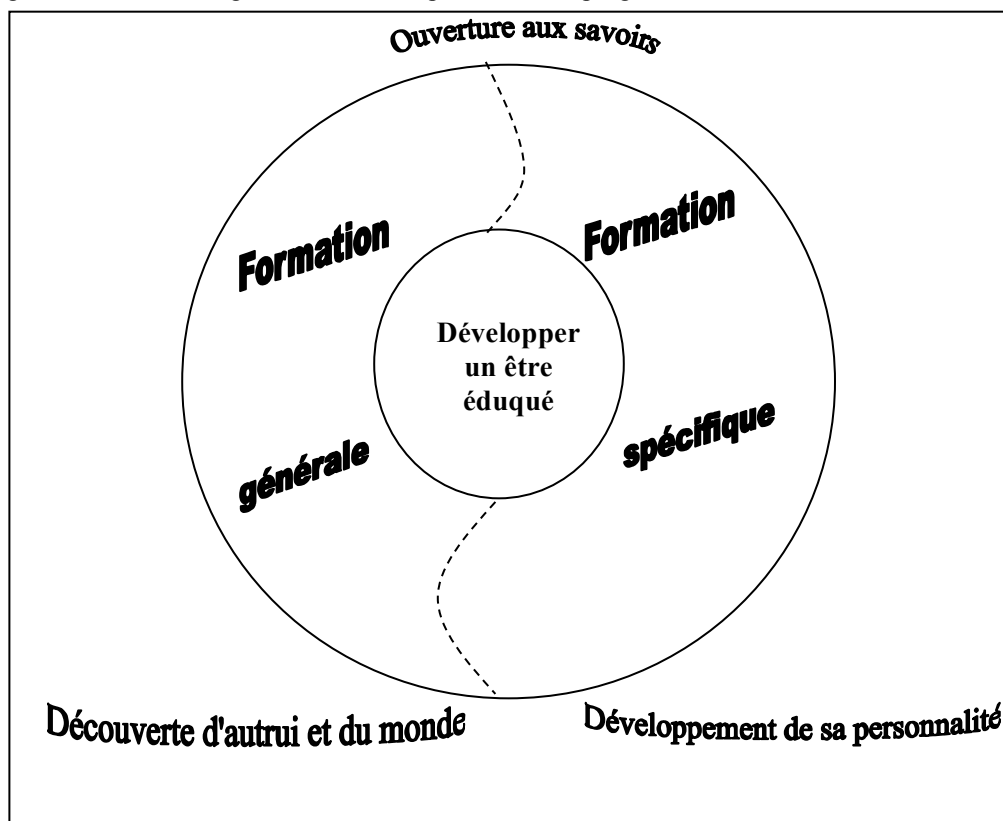 Ouverture aux savoirs
Formation
générale
Formation
spécifique
Développer
un être
éduqué
Découverte d'autrui et du monde
Développement de sa personnalité